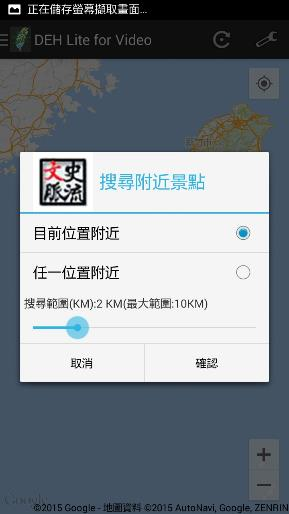 正在儲存螢幕擷取畫面...
DEH Lite for Video
文史脈流
搜尋附近景點
目前位置附近
任一位置附近
搜尋範圍(KM):2 KM(最大範圍:10KM)
取消
確認
Google
©2015 Google - 地圖資料 ©2015 AutoNavi, Google, ZENRIN